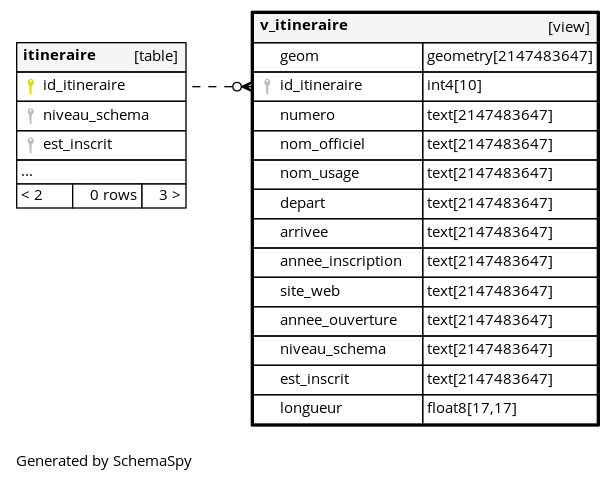 itineraire [table]
id_itineraire
niveau_schema
est_inscrit
...
< 2 0 rows 3 >
v_itineraire [view]
geom geometry[2147483647]
id_itineraire int4[10]
numero text[2147483647]
nom_officiel text[2147483647]
nom_usage text[2147483647]
depart text[2147483647]
arrivee text[2147483647]
annee_inscription text[2147483647]
site_web text[2147483647]
annee_ouverture text[2147483647]
niveau_schema text[2147483647]
est_inscrit text[2147483647]
longueur float8[17,17]
Generated by SchemaSpy